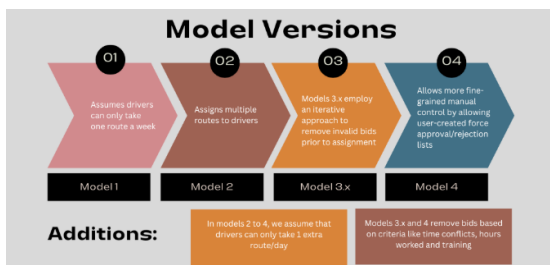 Model Versions
01
02
03
04
Assumes drivers
can only take
one route a week
Assigns multiple
routes to drivers
Models 3.x employ
an iterative
approach to
remove invalid bids
prior to assignment
Allows more fine-
grained manual
control by allowing
user-created force
approval/rejection
lists
Model 1
Model 2
Model 3.x
Model 4
Additions:
In models 2 to 4, we assume that
drivers can only take 1 extra
route/day
Models 3.x and 4 remove bids based
on criteria like time conflicts, hours
worked and training